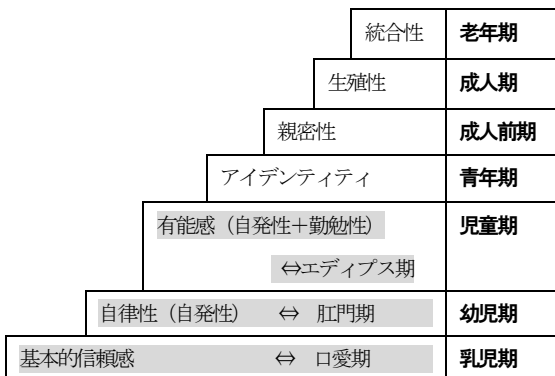 統合性 老年期
生殖性 成人期
親密性 成人前期
アイデンティティ 青年期
有能感（自発性＋勤勉性） 児童期
⇔エディプス期
自律性（自発性） ⇔ 肛門期 幼児期
基本的信頼感 ⇔ 口愛期 乳児期